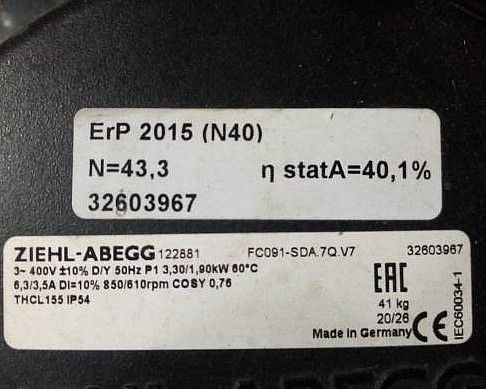 ErP 2015 (N40)
N=43,3 η statA=40,1%
32603967
ZIEHL-ABEGG 122881 FC091-SDA.7Q.V7 32603967
3~ 400V ±10% D/Y 50Hz P1 3,30/1,90kW 60°C
6,3/3,5A DI=10% 850/610rpm COSY 0,76
THCL155 IP54
EAC
41 kg
20/26
Made in Germany CE
IEC60034-1